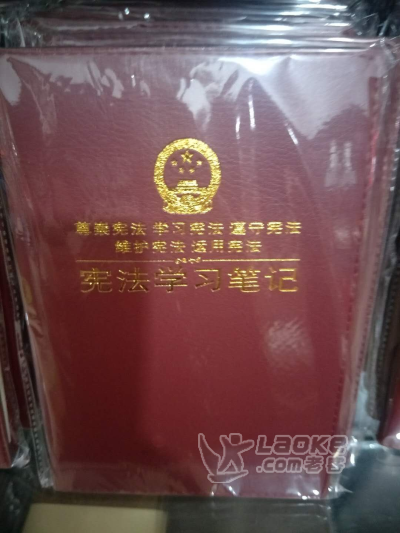 尊崇宪法 学习宪法 遵守宪法
维护宪法 运用宪法
宪法学习笔记
LAOKE
.com老客